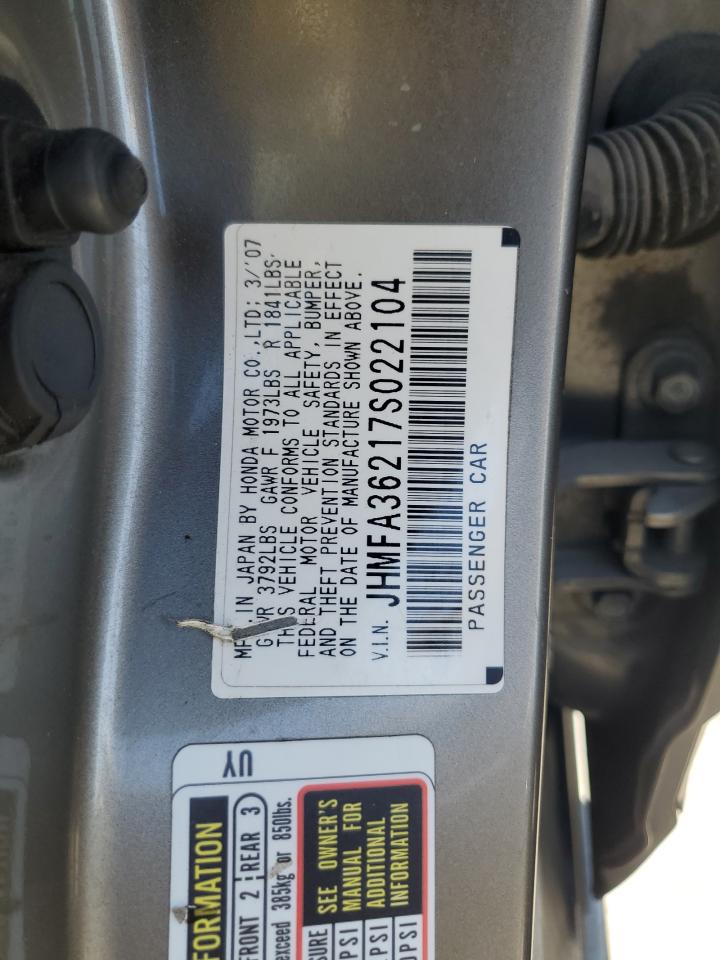 MFD. IN JAPAN BY HONDA MOTOR CO.,LTD; 3/'07
GVWR 3792LBS GAWR F 1973LBS R 1841LBS.
THIS VEHICLE CONFORMS TO ALL APPLICABLE
FEDERAL MOTOR VEHICLE SAFETY, BUMPER,
AND THEFT PREVENTION STANDARDS IN EFFECT
ON THE DATE OF MANUFACTURE SHOWN ABOVE.
V.I.N. JHMFA36217S022104
PASSENGER CAR
UY
FORMATION
FRONT 2 REAR 3
exceed 385kg or 850lbs.
SURE
PSI
PSI
0PSI
SEE OWNER'S
MANUAL FOR
ADDITIONAL
INFORMATION